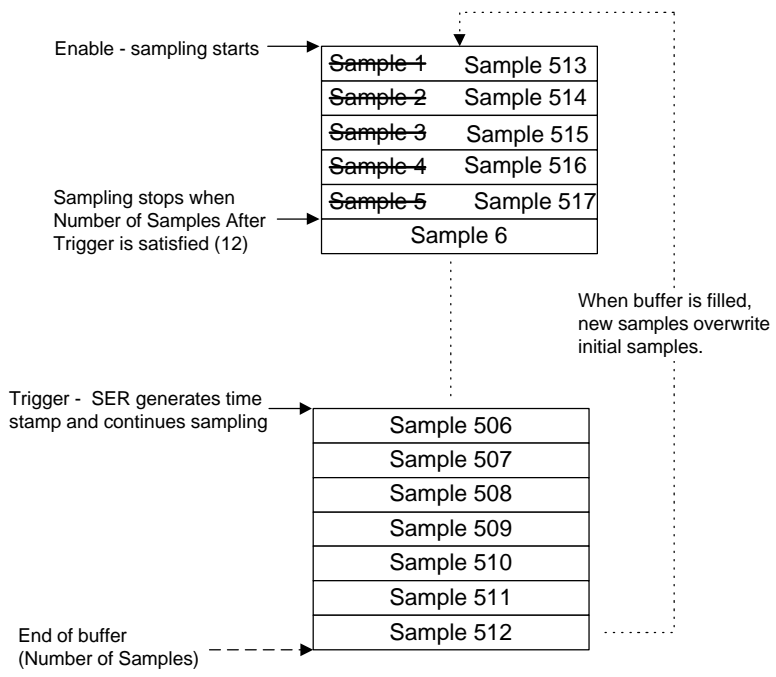 Enable - sampling starts
Sample 1 Sample 513
Sample 2 Sample 514
Sample 3 Sample 515
Sample 4 Sample 516
Sample 5 Sample 517
Sampling stops when
Number of Samples After
Trigger is satisfied (12)
Sample 6
When buffer is filled,
new samples overwrite
initial samples.
Trigger - SER generates time
stamp and continues sampling
Sample 506
Sample 507
Sample 508
Sample 509
Sample 510
Sample 511
Sample 512
End of buffer
(Number of Samples)